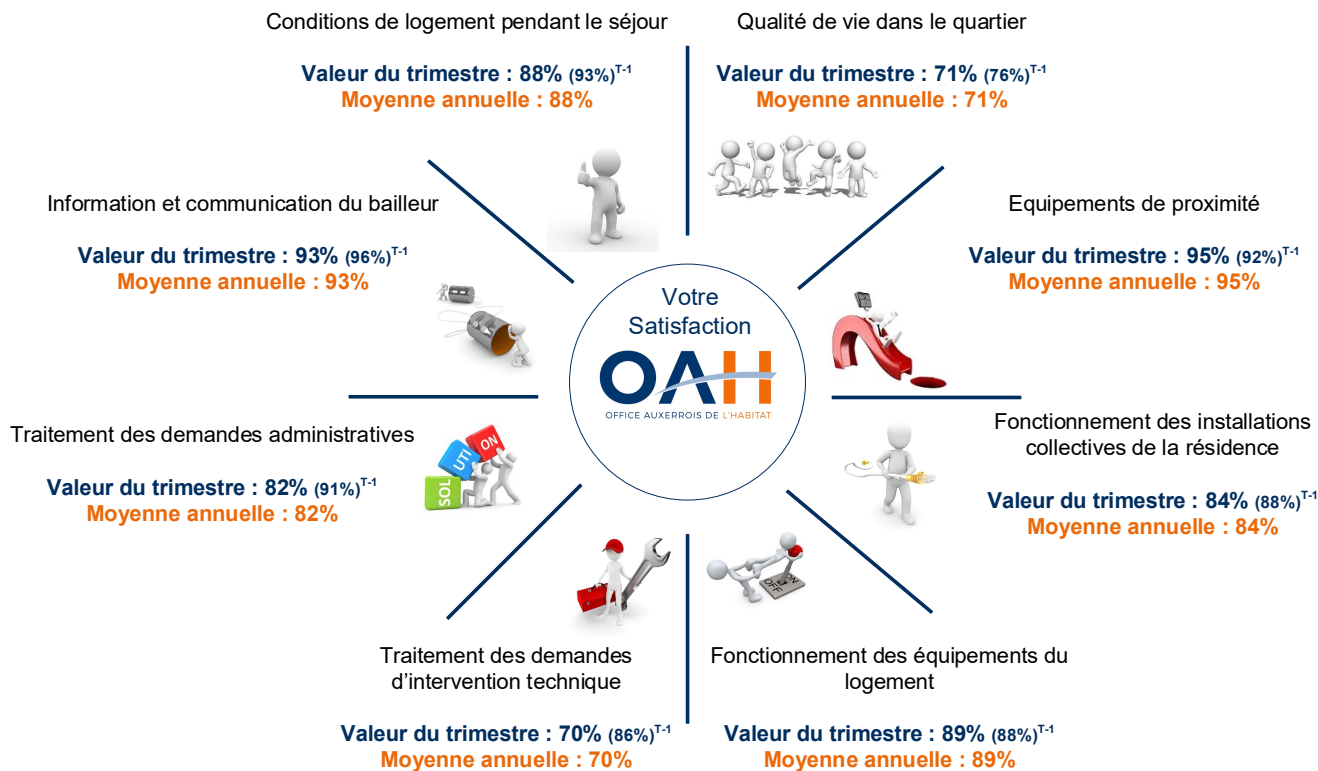 Conditions de logement pendant le séjour
Valeur du trimestre : 88% (93%)T-1
Moyenne annuelle : 88%
Qualité de vie dans le quartier
Valeur du trimestre : 71% (76%)T-1
Moyenne annuelle : 71%
Information et communication du bailleur
Valeur du trimestre : 93% (96%)T-1
Moyenne annuelle : 93%
Equipements de proximité
Valeur du trimestre : 95% (92%)T-1
Moyenne annuelle : 95%
Votre
Satisfaction
OAH
OFFICE AUXERROIS DE L'HABITAT
Traitement des demandes administratives
Valeur du trimestre : 82% (91%)T-1
Moyenne annuelle : 82%
SOL
UTI
ON
Fonctionnement des installations
collectives de la résidence
Valeur du trimestre : 84% (88%)T-1
Moyenne annuelle : 84%
Traitement des demandes
d'intervention technique
Valeur du trimestre : 70% (86%)T-1
Moyenne annuelle : 70%
ON
OFF
Fonctionnement des équipements du
logement
Valeur du trimestre : 89% (88%)T-1
Moyenne annuelle : 89%